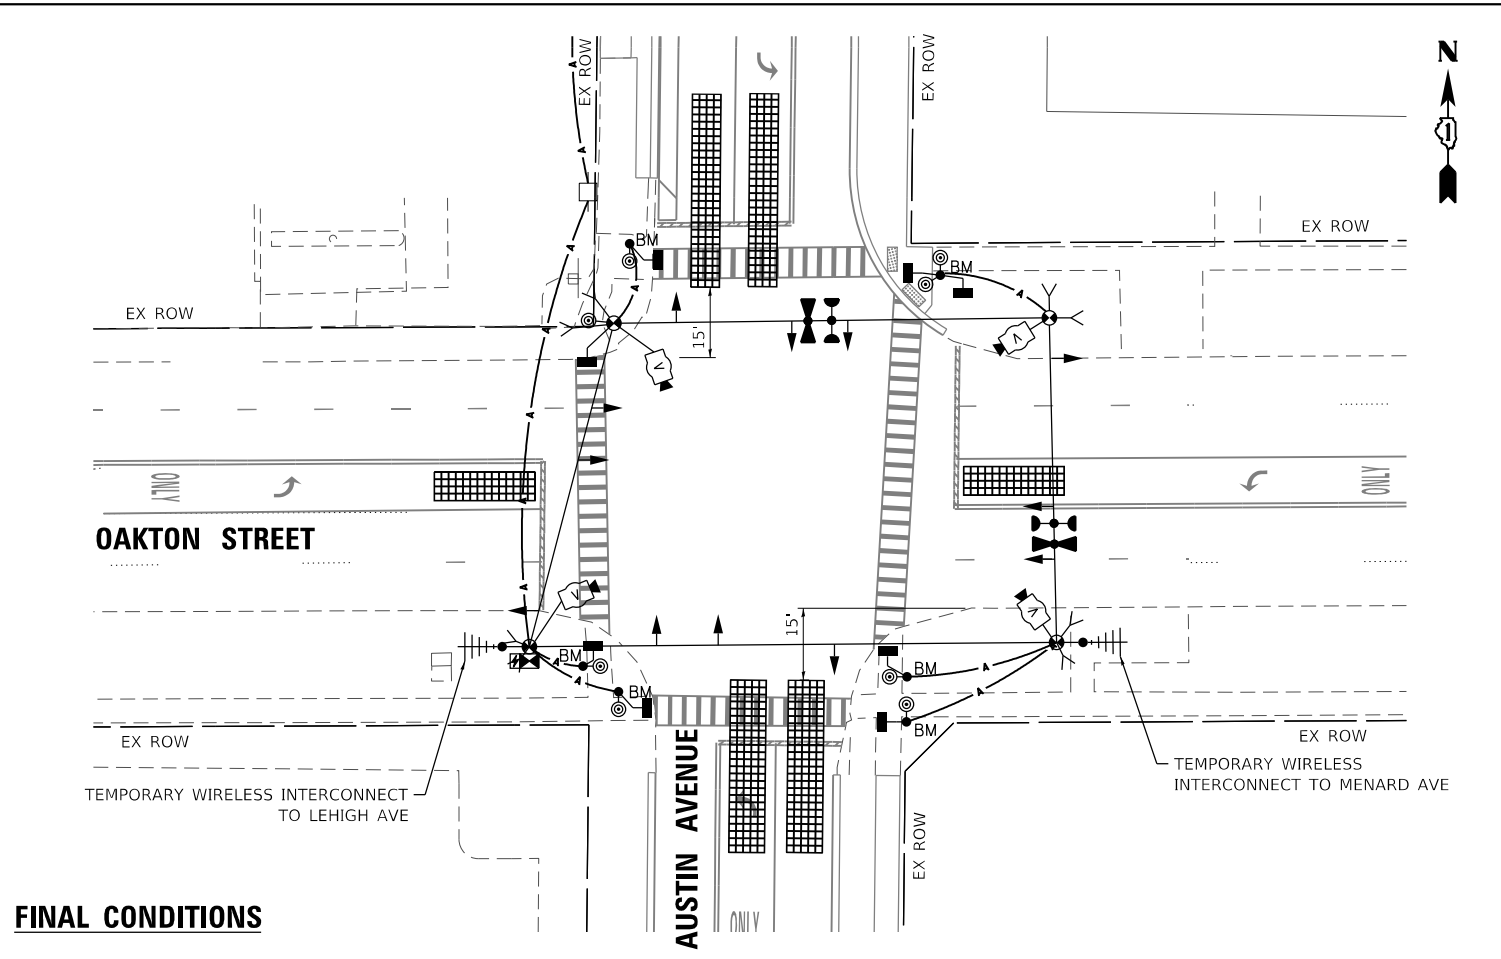 N
1
EX ROW
EX ROW
BM
BM
EX ROW
EX ROW
15'
A
A
A
A
A
A
A
A
V
V
ONLY
ONLY
OAKTON STREET
V
V
15'
A
A
A
A
BM
BM
BM
BM
EX ROW
EX ROW
TEMPORARY WIRELESS INTERCONNECT
TO LEHIGH AVE
TEMPORARY WIRELESS
INTERCONNECT TO MENARD AVE
AUSTIN AVENUE
EX ROW
ONLY
FINAL CONDITIONS